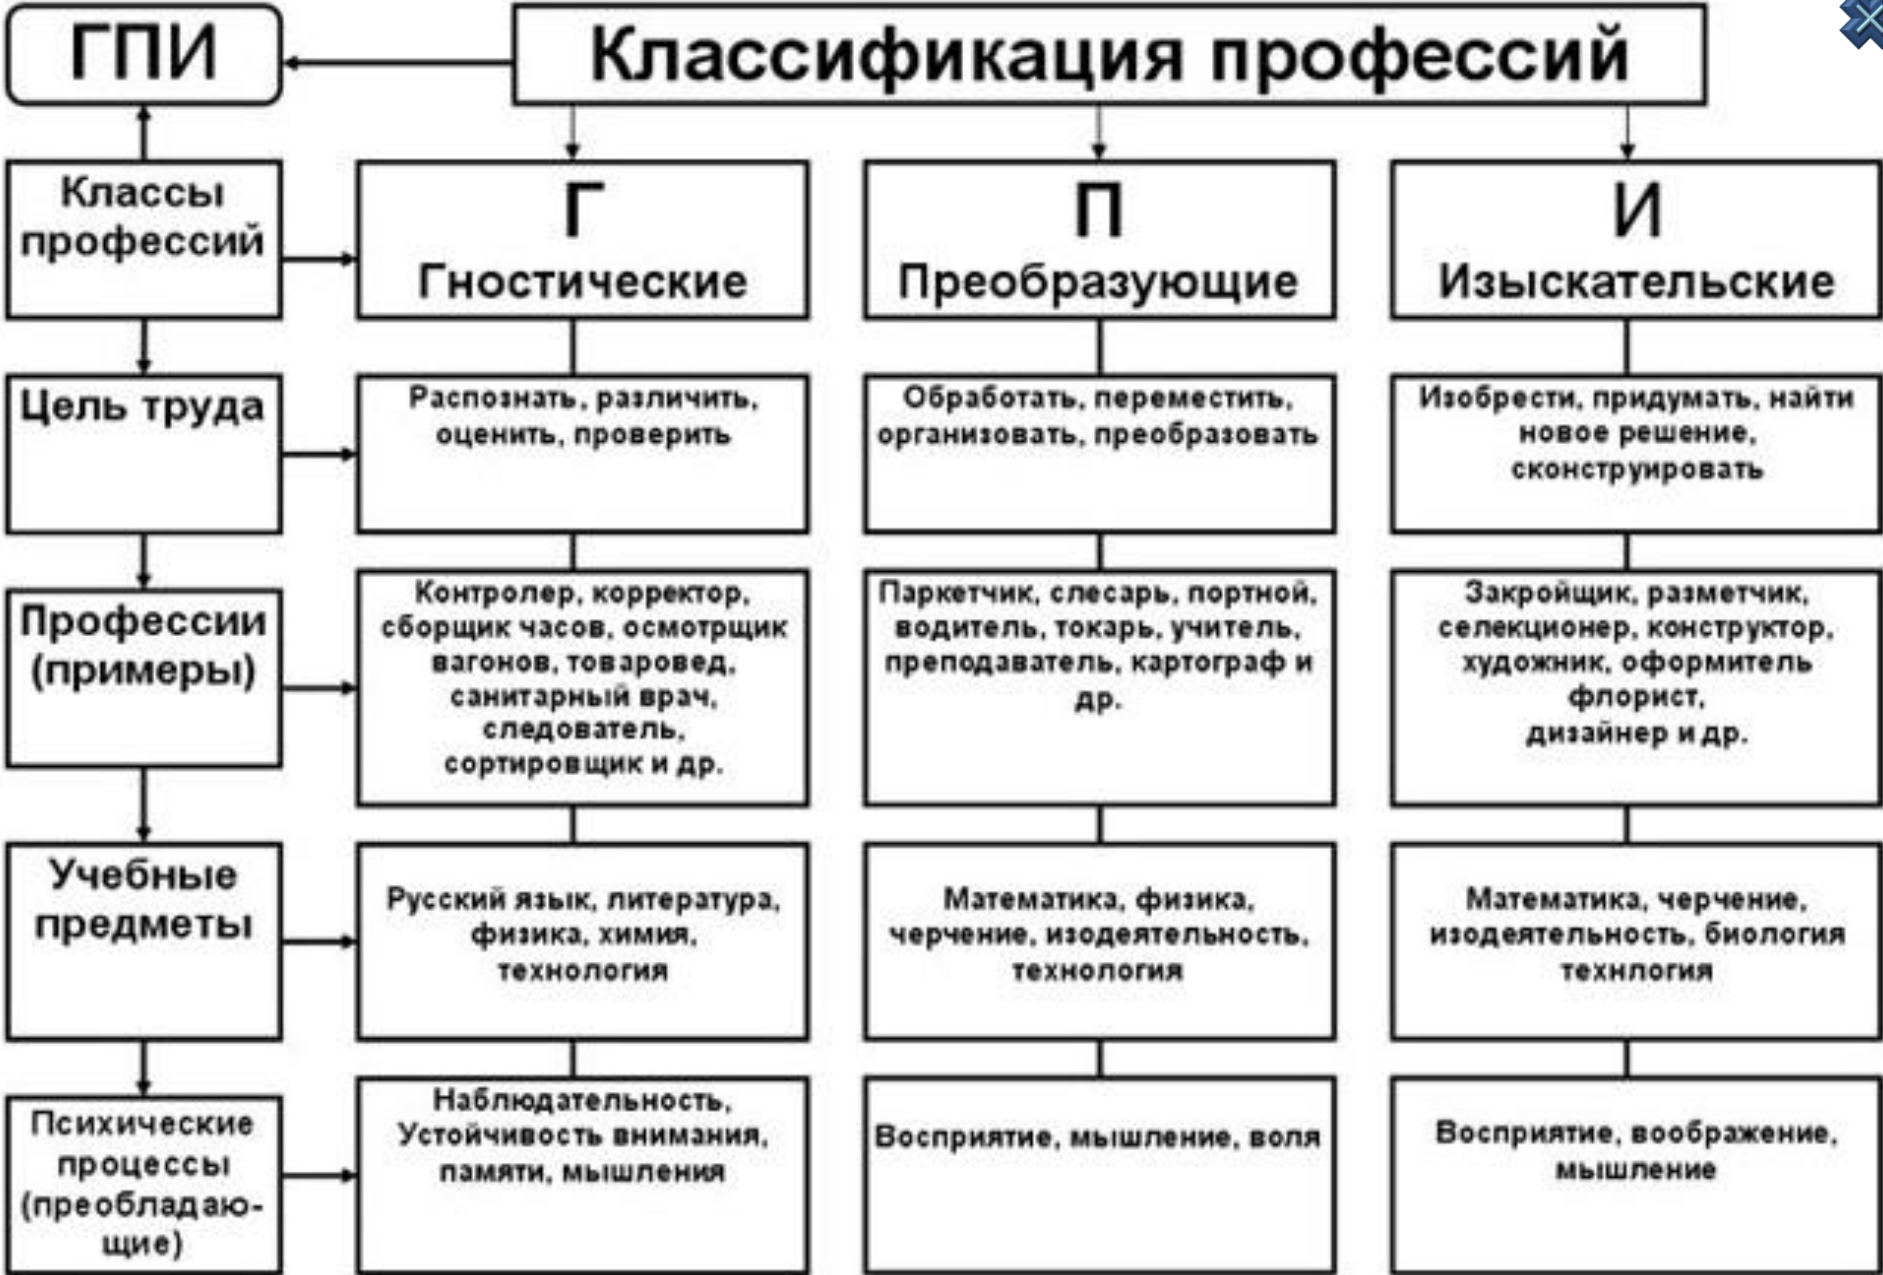 ГПИ
Классификация профессий
Классы
профессий
Г
Гностические
П
Преобразующие
И
Изыскательские
Цель труда
Распознать, различить,
оценить, проверить
Обработать, переместить,
организовать, преобразовать
Изобрести, придумать, найти
новое решение,
сконструировать
Профессии
(примеры)
Контролер, корректор,
сборщик часов, осмотрщик
вагонов, товаровед,
санитарный врач,
следователь,
сортировщик и др.
Паркетчик, слесарь, портной,
водитель, токарь, учитель,
преподаватель, картограф и
др.
Закройщик, разметчик,
селекционер, конструктор,
художник, оформитель
флорист,
дизайнер и др.
Учебные
предметы
Русский язык, литература,
физика, химия,
технология
Математика, физика,
черчение, изодеятельность,
технология
Математика, черчение,
изодеятельность, биология
технлогия
Психические
процессы
(преобладаю-
щие)
Наблюдательность,
Устойчивость внимания,
памяти, мышления
Восприятие, мышление, воля
Восприятие, воображение,
мышление